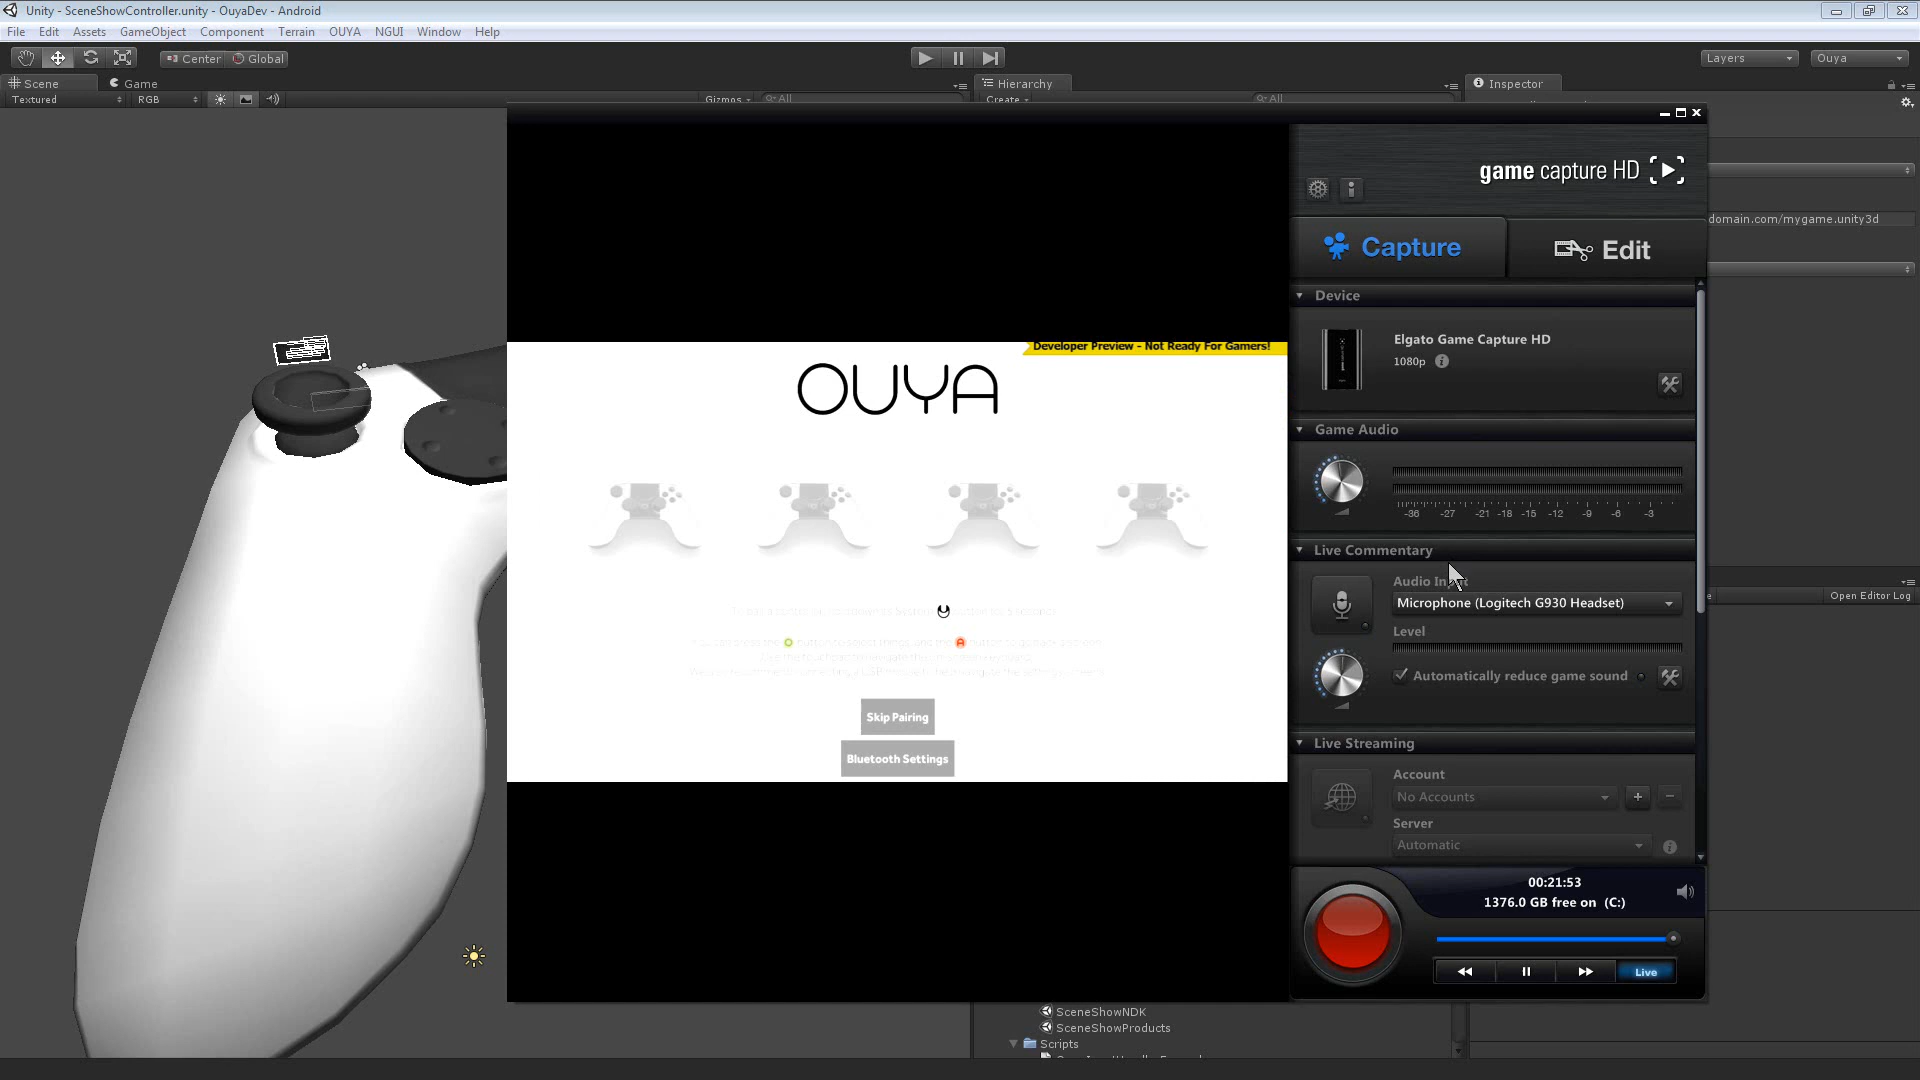 Unity - SceneShowController.unity - OuyaDev - Android
File Edit Assets GameObject Component Terrain OUYA NGUI Window Help
Center Global
Layers
Ouya
Scene Game
Hierarchy
Inspector
Textured RGB
Gizmos All
Create All
game capture HD
domain.com/mygame.unity3d
Capture
Edit
Device
Elgato Game Capture HD
1080p
Developer Preview - Not Ready For Gamers!
OUYA
Game Audio
-36 -27 -21 -18 -15 -12 -9 -6 -3
Live Commentary
Audio
Microphone (Logitech G930 Headset)
Open Editor Log
Level
Automatically reduce game sound
Skip Pairing
Bluetooth Settings
Live Streaming
Account
No Accounts
Server
Automatic
00:21:53
1376.0 GB free on (C:)
Live
SceneShowNDK
SceneShowProducts
Scripts